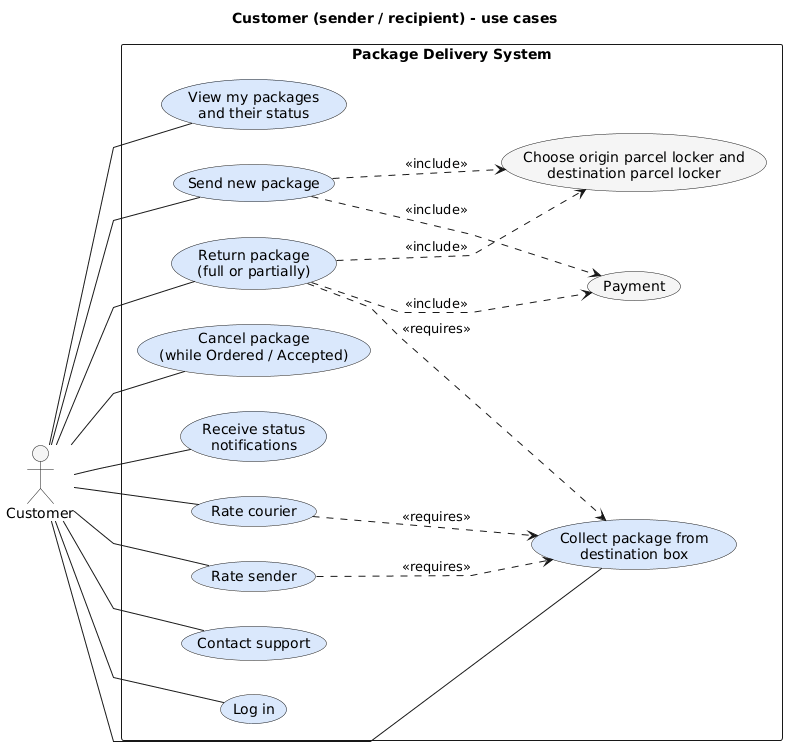 Customer (sender / recipient) - use cases
Package Delivery System
View my packages
and their status
Send new package
«include»
Choose origin parcel locker and
destination parcel locker
«include»
Return package
(full or partially)
«include»
Payment
«include»
«requires»
Cancel package
(while Ordered / Accepted)
Receive status
notifications
Customer
Rate courier
«requires»
Collect package from
destination box
Rate sender
«requires»
Contact support
Log in